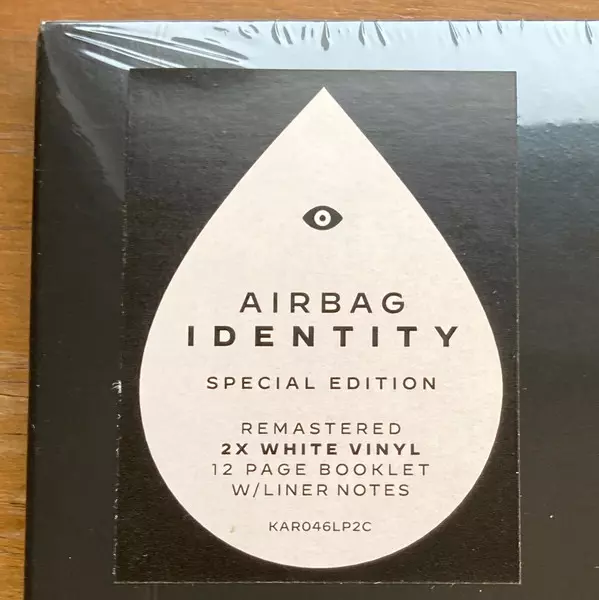 AIRBAG
IDENTITY
SPECIAL EDITION
REMASTERED
2X WHITE VINYL
12 PAGE BOOKLET
W/LINER NOTES
KAR046LP2C